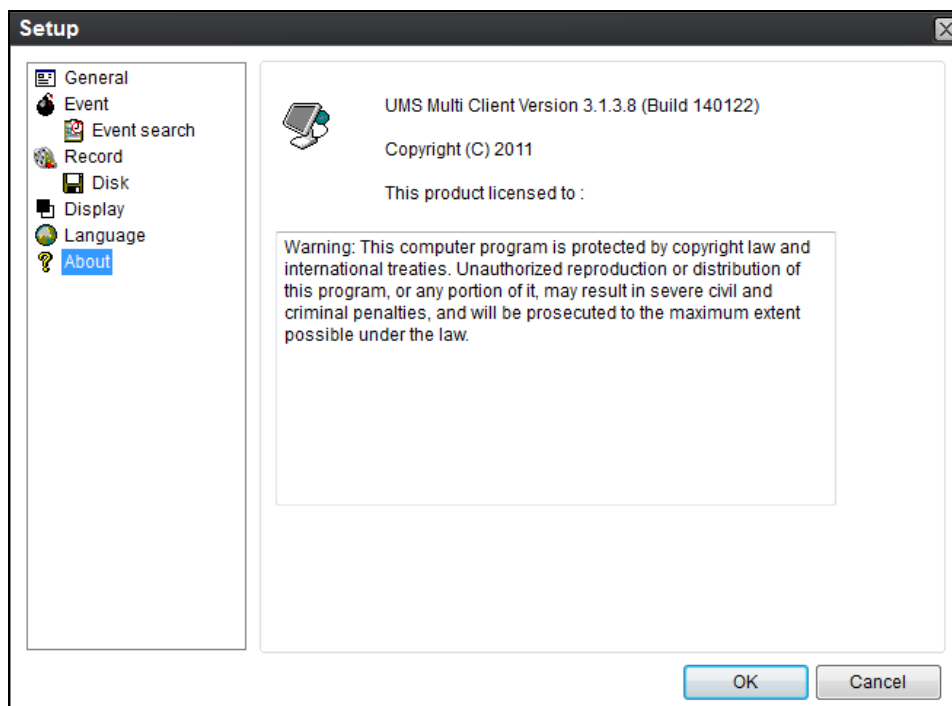 Setup
General
Event
Event search
Record
Disk
Display
Language
About
UMS Multi Client Version 3.1.3.8 (Build 140122)
Copyright (C) 2011
This product licensed to :
Warning: This computer program is protected by copyright law and
international treaties. Unauthorized reproduction or distribution of
this program, or any portion of it, may result in severe civil and
criminal penalties, and will be prosecuted to the maximum extent
possible under the law.
OK
Cancel